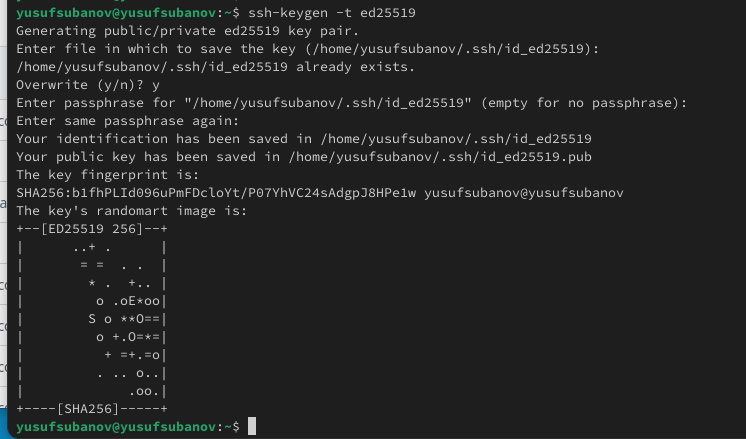 yusufsubanov@yusufsubanov:~$ ssh-keygen -t ed25519
Generating public/private ed25519 key pair.
Enter file in which to save the key (/home/yusufsubanov/.ssh/id_ed25519):
/home/yusufsubanov/.ssh/id_ed25519 already exists.
Overwrite (y/n)? y
Enter passphrase for "/home/yusufsubanov/.ssh/id_ed25519" (empty for no passphrase):
Enter same passphrase again:
Your identification has been saved in /home/yusufsubanov/.ssh/id_ed25519
Your public key has been saved in /home/yusufsubanov/.ssh/id_ed25519.pub
The key fingerprint is:
SHA256:b1fhPLId096uPmFDcloYt/P07YhVC24sAdgpJ8HPe1w yusufsubanov@yusufsubanov
The key's randomart image is:
+--[ED25519 256]--+
|      ..+ .      |
|       = =  . .  |
|        * .  +.. |
|         o .oE*oo|
|        S o **O==|
|         o +.O=*=|
|          + =+.=o|
|         . .. o..|
|             .oo.|
+----[SHA256]-----+
yusufsubanov@yusufsubanov:~$